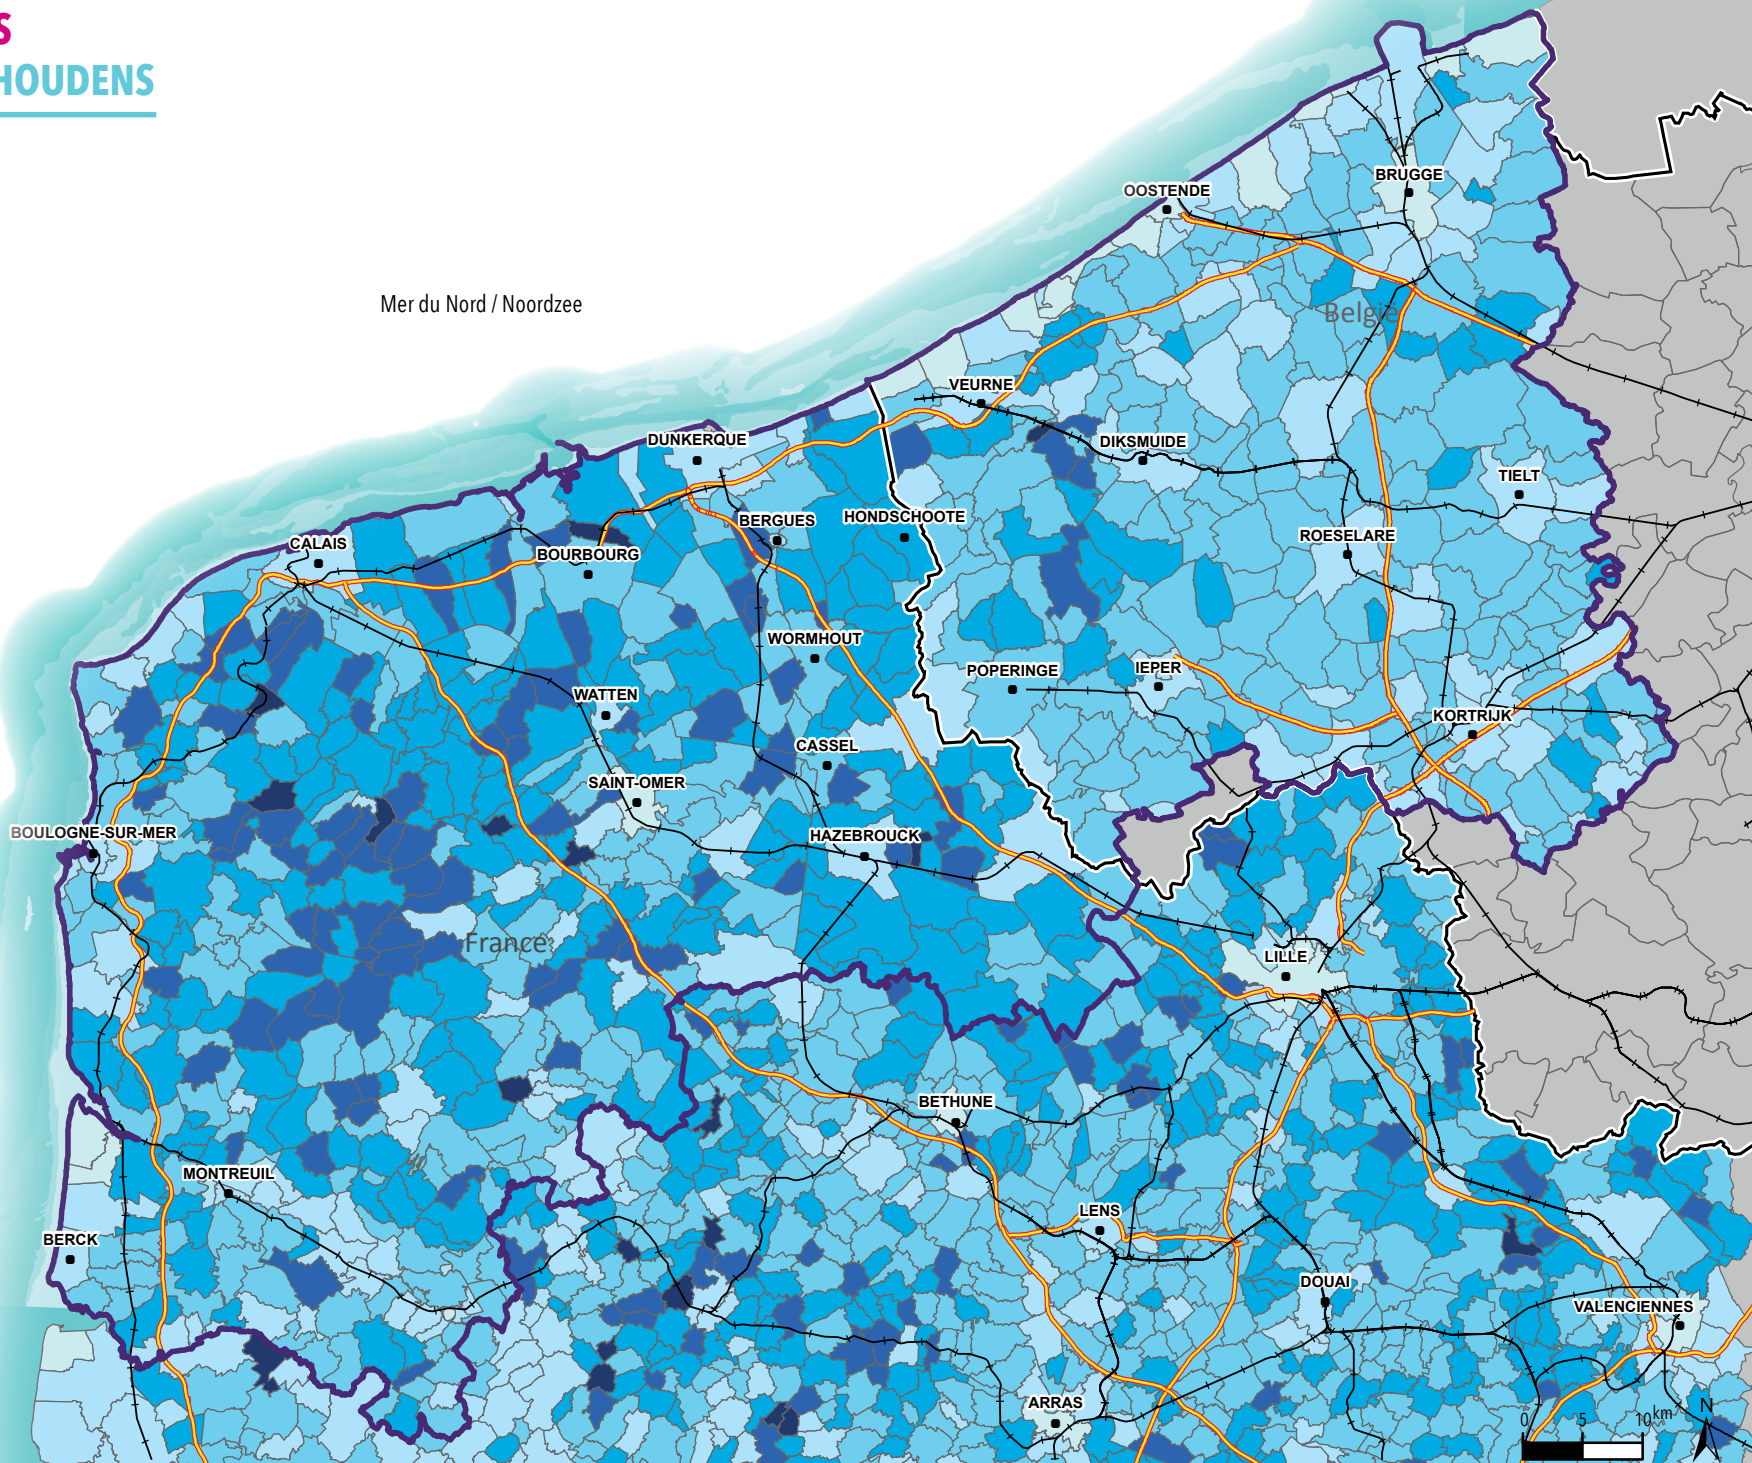 S
HOUDENS
BRUGGE
OOSTENDE
Mer du Nord / Noordzee
België
VEURNE
DUNKERQUE
DIKSMUIDE
TIELT
BERGUES
HONDSCHOOTE
CALAIS
BOURBOURG
ROESELARE
WORMHOUT
POPERINGE
IEPER
WATTEN
KORTRIJK
CASSEL
SAINT-OMER
BOULOGNE-SUR-MER
HAZEBROUCK
France
LILLE
BETHUNE
MONTREUIL
LENS
BERCK
DOUAI
VALENCIENNES
ARRAS
N
0 5 10 km